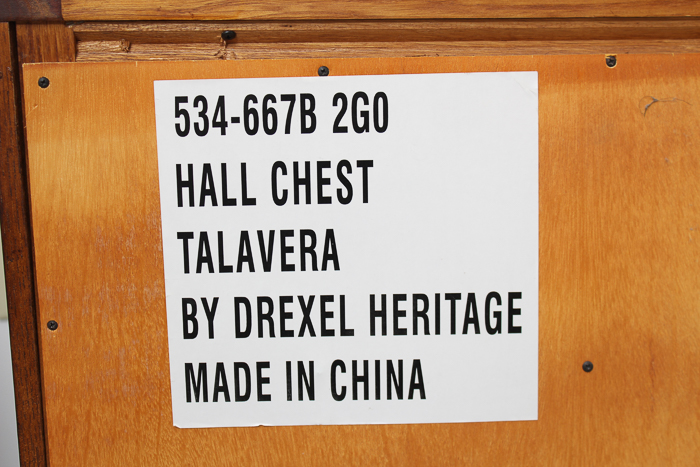 534-667B 2G0
HALL CHEST
TALAVERA
BY DREXEL HERITAGE
MADE IN CHINA